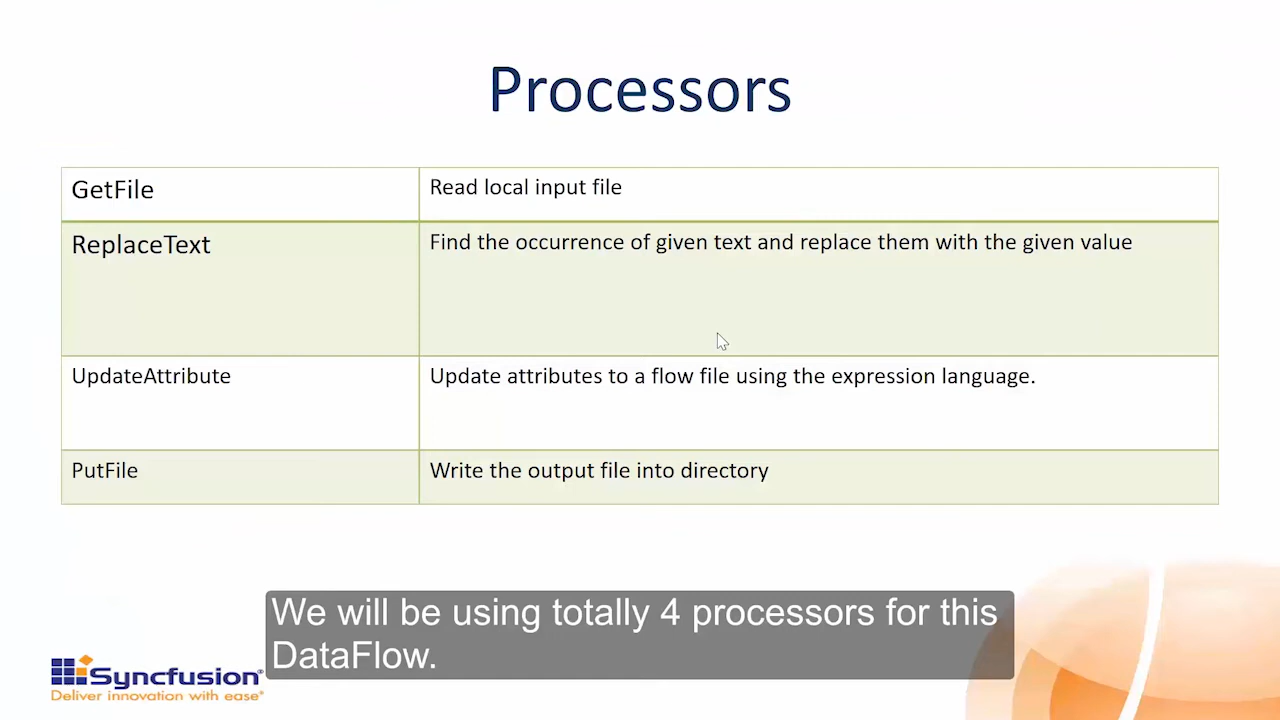 Processors
GetFile
Read local input file
ReplaceText
Find the occurrence of given text and replace them with the given value
UpdateAttribute
Update attributes to a flow file using the expression language.
PutFile
Write the output file into directory
We will be using totally 4 processors for this
DataFlow.
Syncfusion®
Deliver innovation with ease®